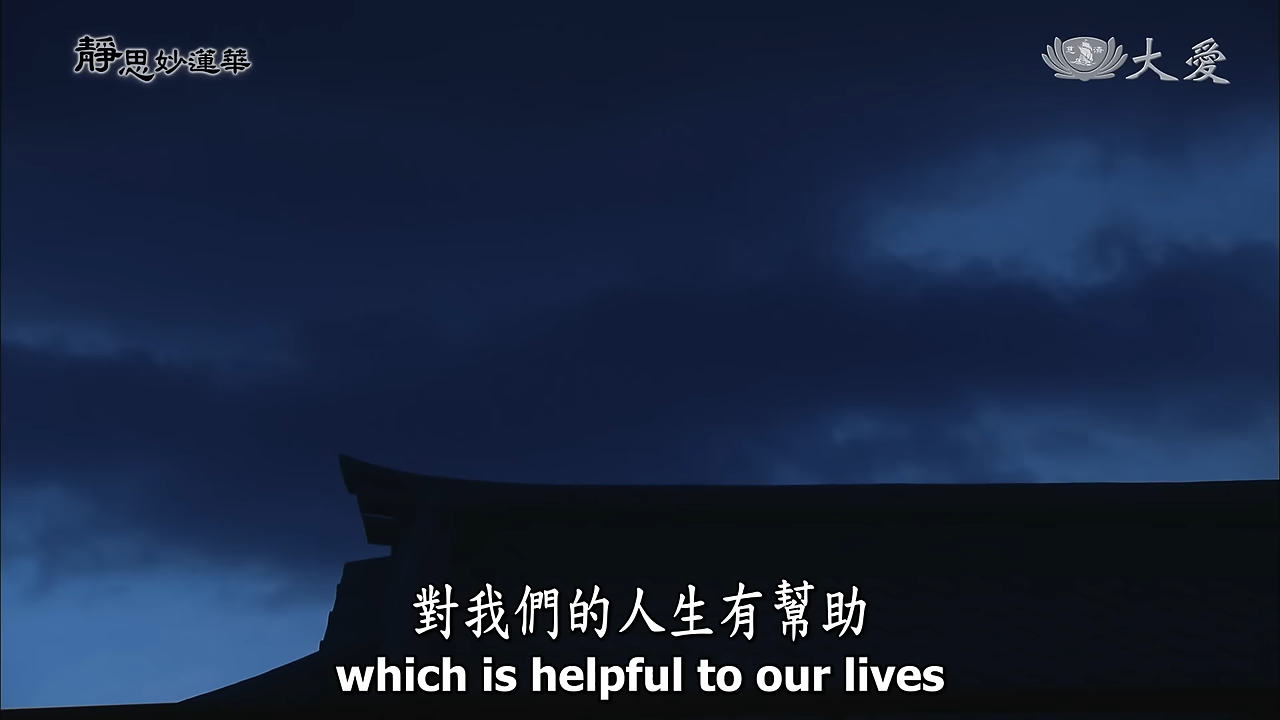 靜思妙蓮華
大愛
對我們的人生有幫助
which is helpful to our lives